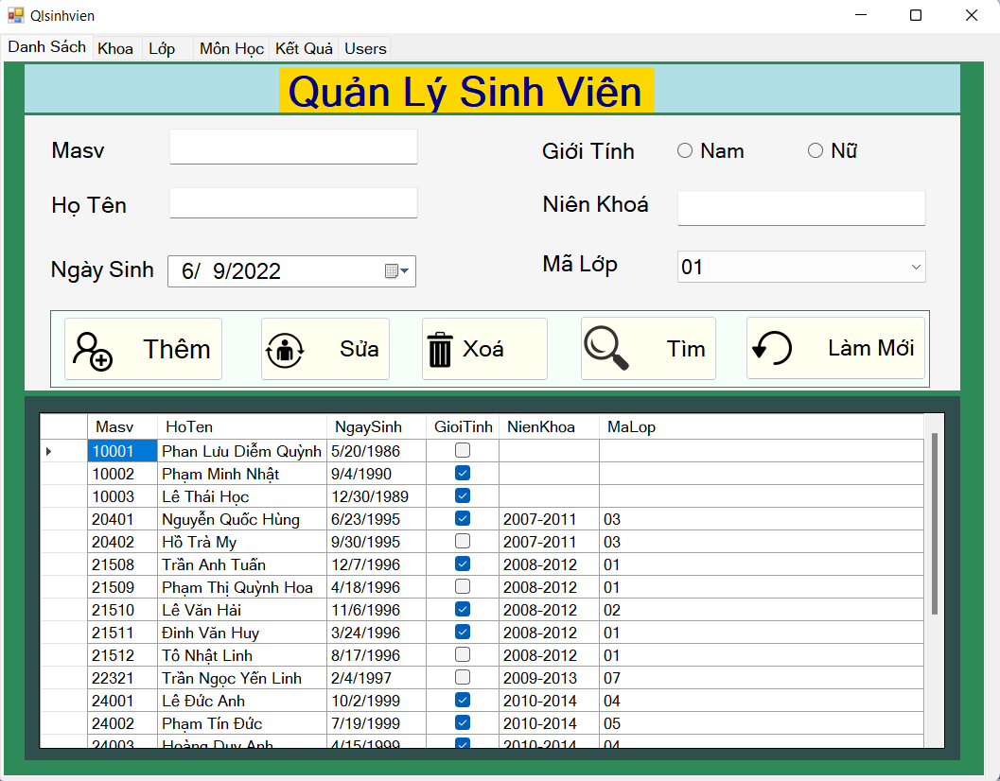 Qlsinhvien
Danh Sách Khoa Lớp Môn Học Kết Quả Users
Quản Lý Sinh Viên
Masv Giới Tính Nam Nữ
Họ Tên Niên Khoá
Ngày Sinh 6/ 9/2022 Mã Lớp 01
Thêm Sửa Xoá Tìm Làm Mới
Masv HoTen NgaySinh GioiTinh NienKhoa MaLop
10001 Phan Lưu Diễm Quỳnh 5/20/1986
10002 Phạm Minh Nhật 9/4/1990
10003 Lê Thái Học 12/30/1989
20401 Nguyễn Quốc Hùng 6/23/1995 2007-2011 03
20402 Hồ Trà My 9/30/1995 2007-2011 03
21508 Trần Anh Tuấn 12/7/1996 2008-2012 01
21509 Phạm Thị Quỳnh Hoa 4/18/1996 2008-2012 01
21510 Lê Văn Hải 11/6/1996 2008-2012 02
21511 Đinh Văn Huy 3/24/1996 2008-2012 01
21512 Tô Nhật Linh 8/17/1996 2008-2012 01
22321 Trần Ngọc Yến Linh 2/4/1997 2009-2013 07
24001 Lê Đức Anh 10/2/1999 2010-2014 04
24002 Phạm Tín Đức 7/19/1999 2010-2014 05
24003 Hoàng Duy Anh 4/15/1999 2010-2014 04